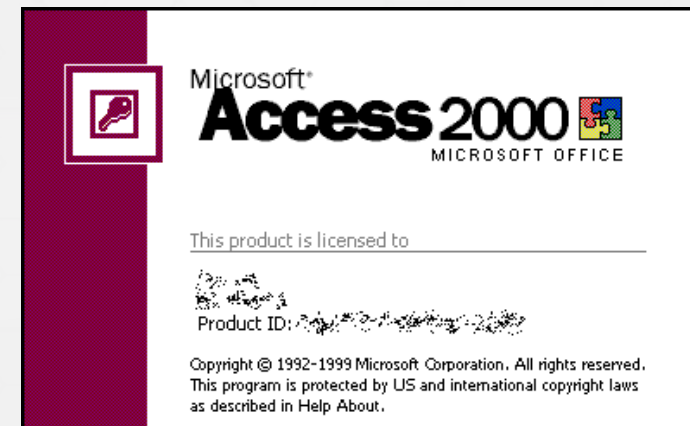 Microsoft®
Access 2000
MICROSOFT OFFICE
This product is licensed to
Product ID:
Copyright © 1992-1999 Microsoft Corporation. All rights reserved.
This program is protected by US and international copyright laws
as described in Help About.